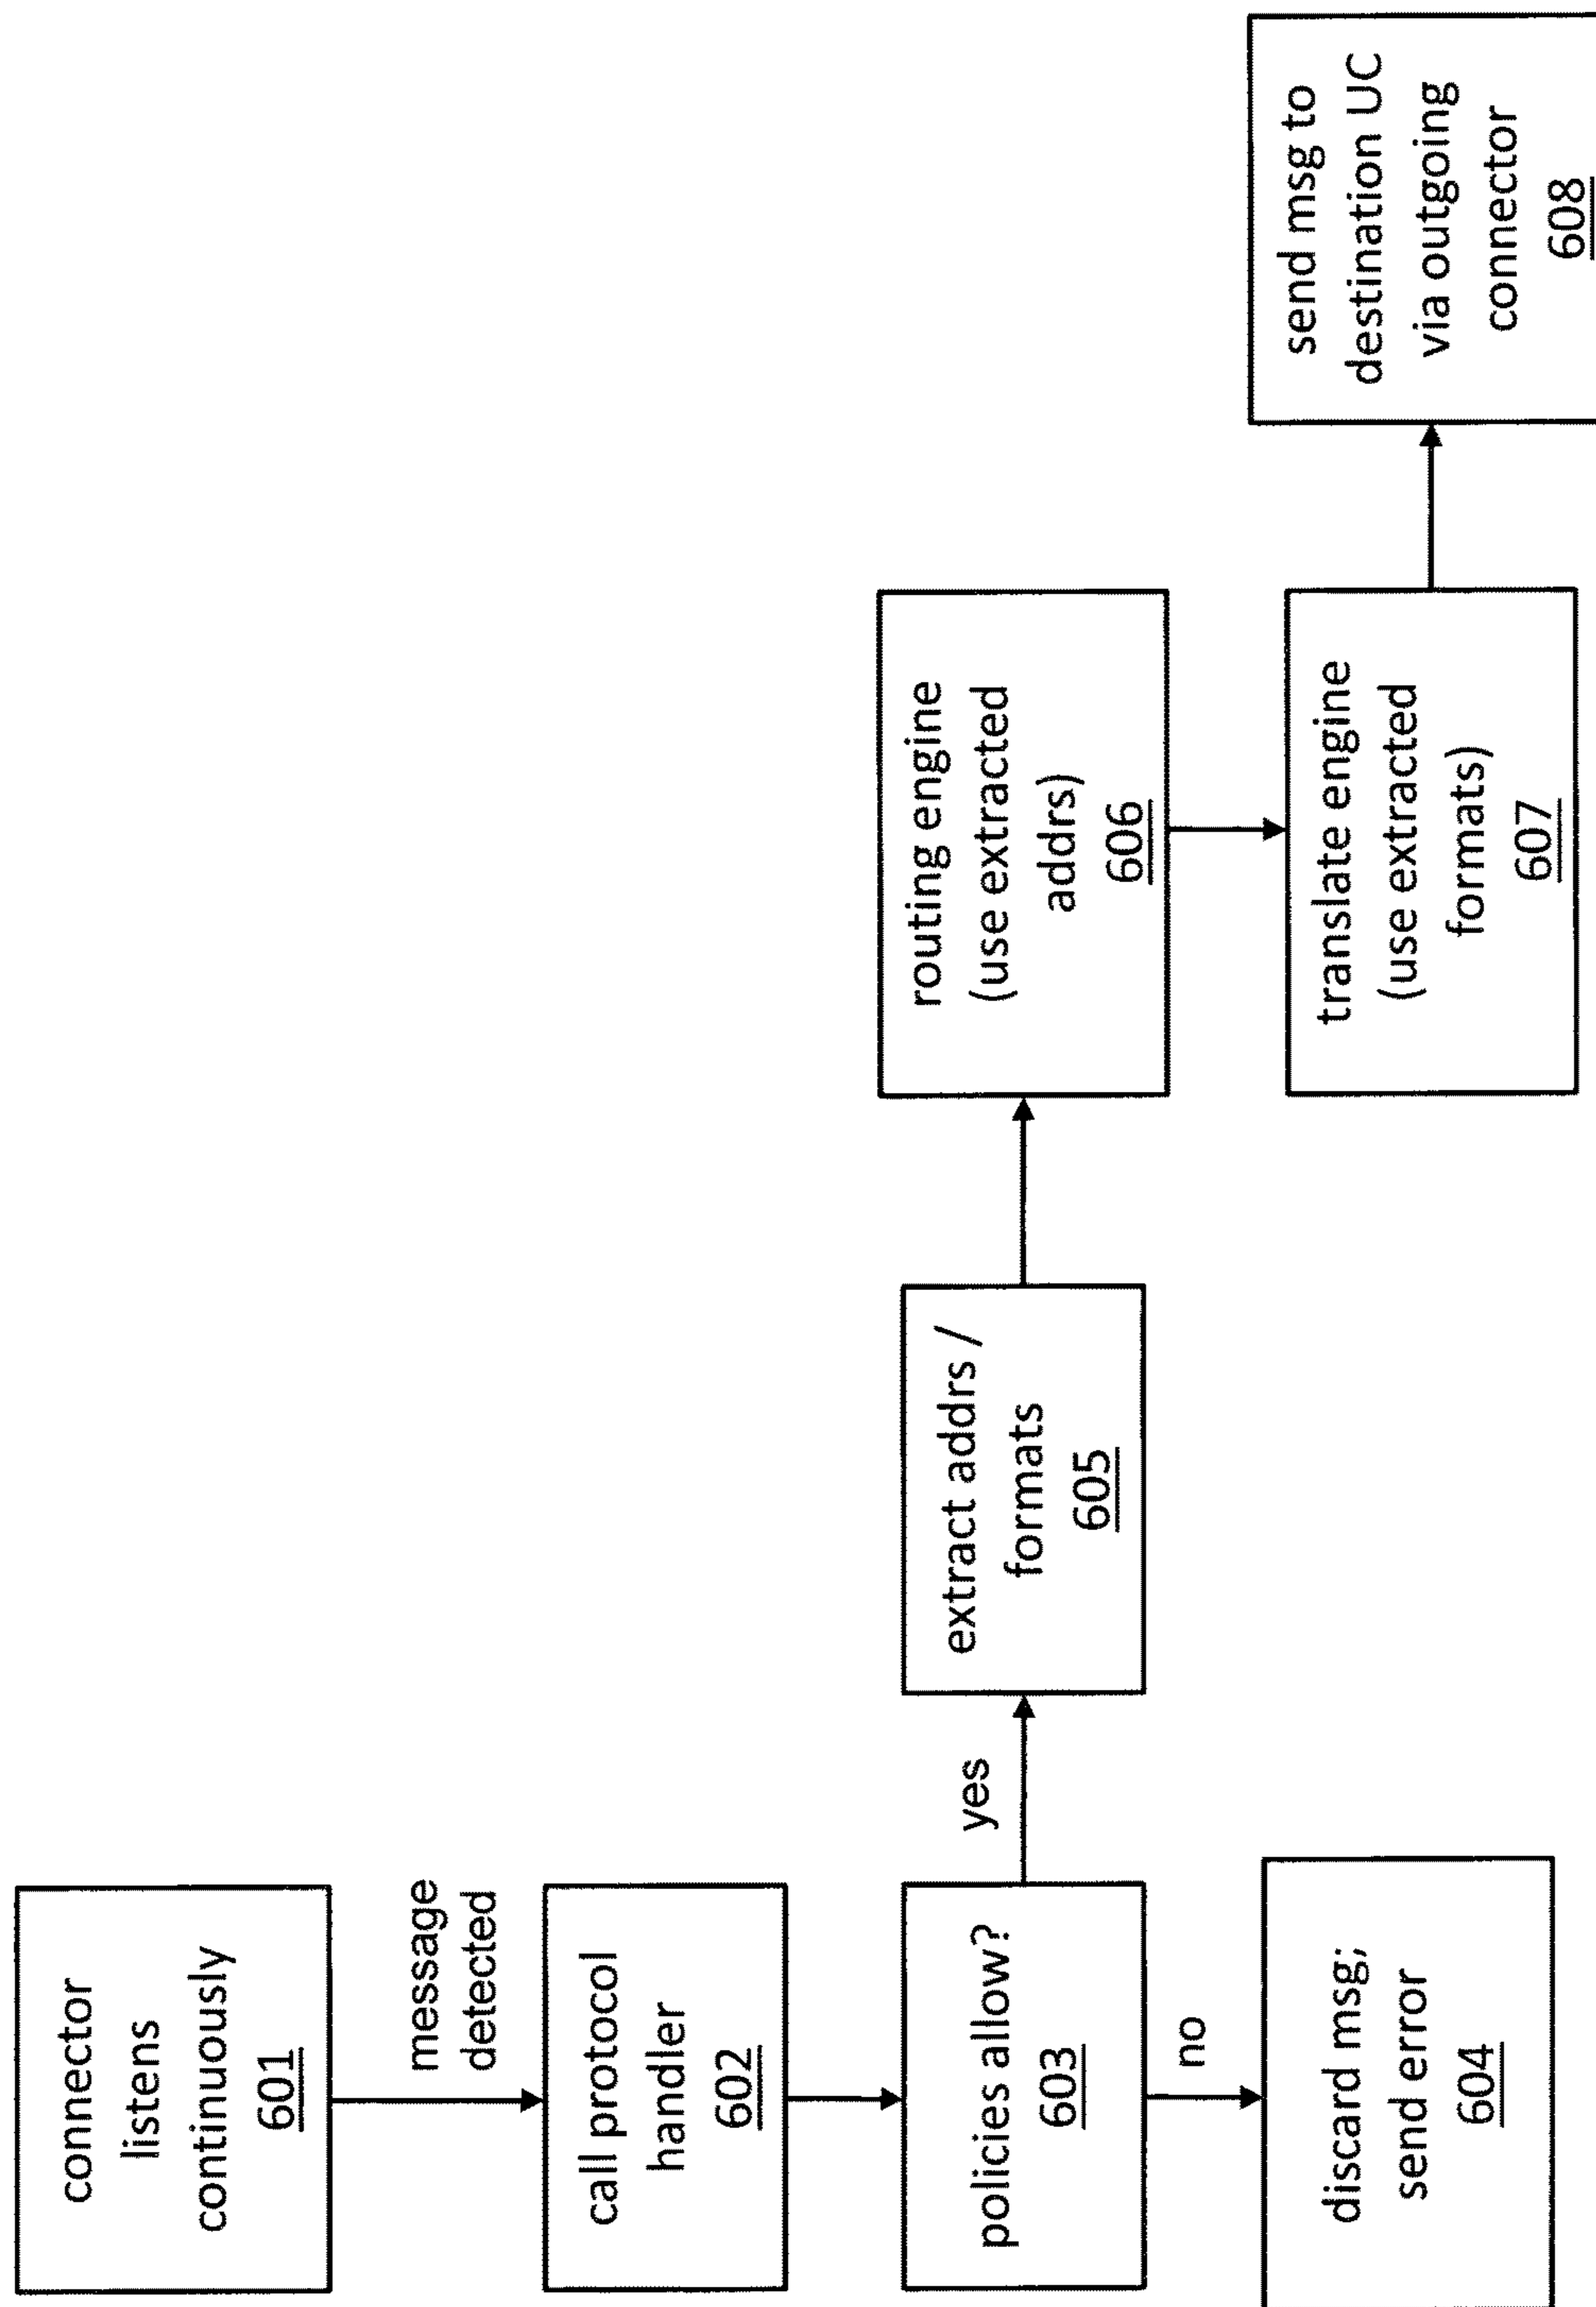 connector
listens
continuously
601
message
detected
call protocol
handler
602
policies allow?
603
no
discard msg;
send error
604
yes
extract addrs /
formats
605
routing engine
(use extracted
addrs)
606
translate engine
(use extracted
formats)
607
send msg to
destination UC
via outgoing
connector
608